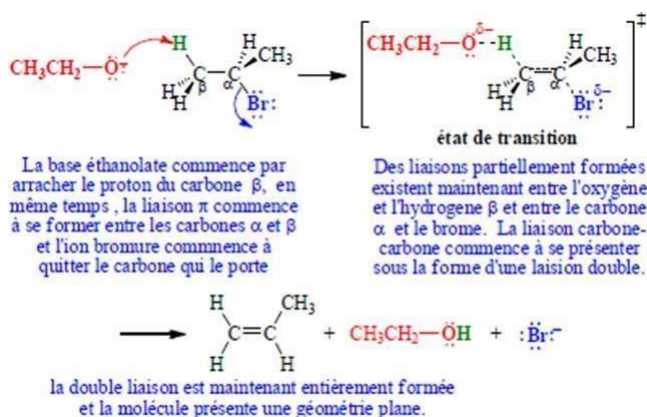 H H CH₃
CH₃CH₂—O⁻ C β C α
H H Br:
δ− ‡
CH₃CH₂—O---H H CH₃
H H C β C α
Br: δ−
état de transition
La base éthanolate commence par
arracher le proton du carbone β, en
même temps , la liaison π commence
à se former entre les carbones α et β
et l'ion bromure commnence à
quitter le carbone qui le porte
Des liaisons partiellement formées
existent maintenant entre l'oxygène
et l'hydrogene β et entre le carbone
α et le brome. La liaison carbone-
carbone commence à se présenter
sous la forme d'une laision double.
H CH₃
C=C + CH₃CH₂—OH + :Br:⁻
H H
la double liaison est maintenant entièrement formée
et la molécule présente une géométrie plane.